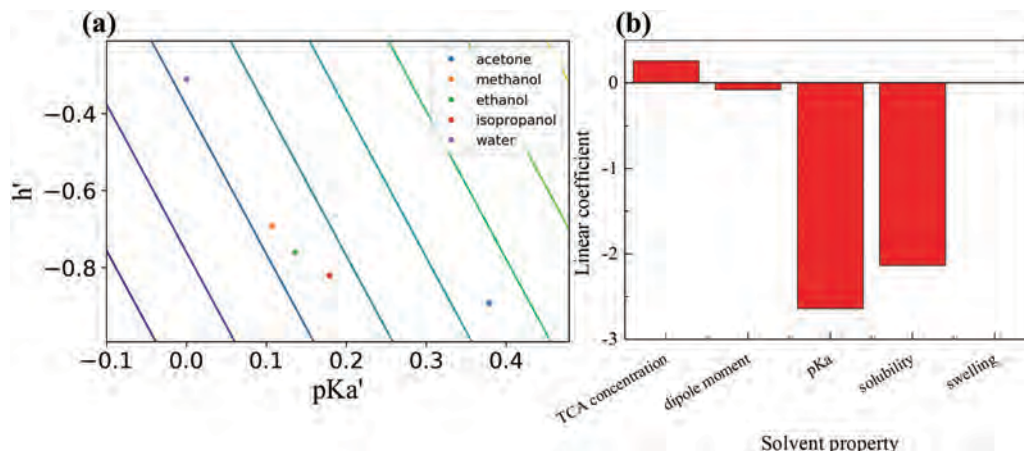 (a)
acetone
methanol
ethanol
isopropanol
water
−0.4
−0.6
−0.8
h'
−0.1 0.0 0.1 0.2 0.3 0.4
pKa'
(b)
0
-1
-2
-3
Linear coefficient
TCA concentration
dipole moment
pKa
solubility
swelling
Solvent property